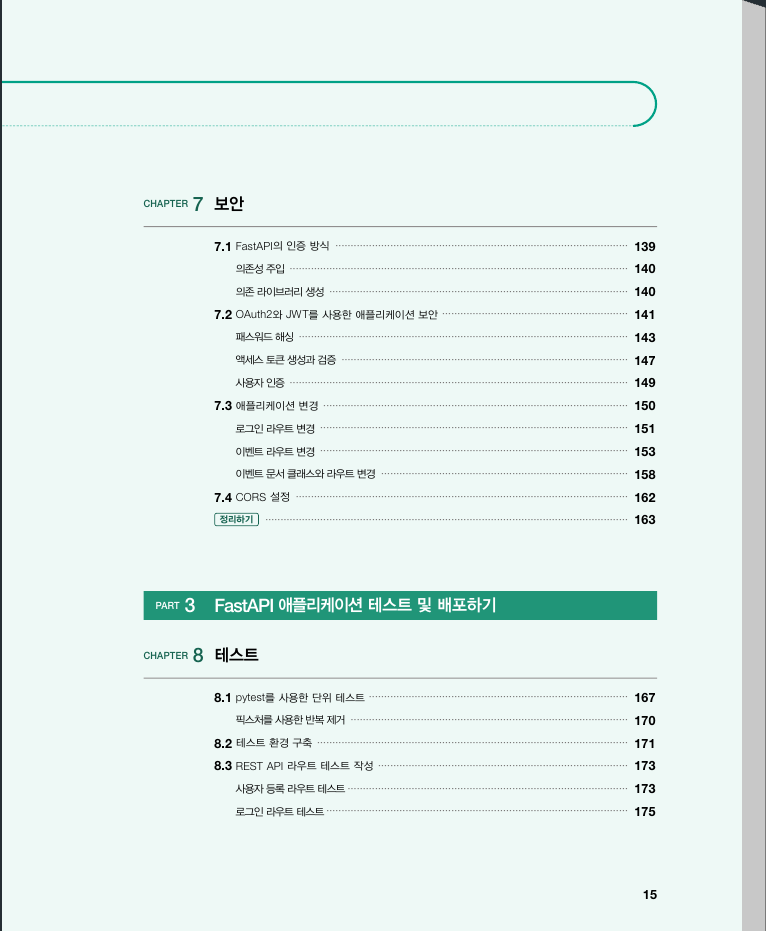 CHAPTER 7 보안
7.1 FastAPI의 인증 방식 139
의존성 주입 140
의존 라이브러리 생성 140
7.2 OAuth2와 JWT를 사용한 애플리케이션 보안 141
패스워드 해싱 143
액세스 토큰 생성과 검증 147
사용자 인증 149
7.3 애플리케이션 변경 150
로그인 라우트 변경 151
이벤트 라우트 변경 153
이벤트 문서 클래스와 라우트 변경 158
7.4 CORS 설정 162
정리하기 163
PART 3 FastAPI 애플리케이션 테스트 및 배포하기
CHAPTER 8 테스트
8.1 pytest를 사용한 단위 테스트 167
픽스처를 사용한 반복 제거 170
8.2 테스트 환경 구축 171
8.3 REST API 라우트 테스트 작성 173
사용자 등록 라우트 테스트 173
로그인 라우트 테스트 175
15